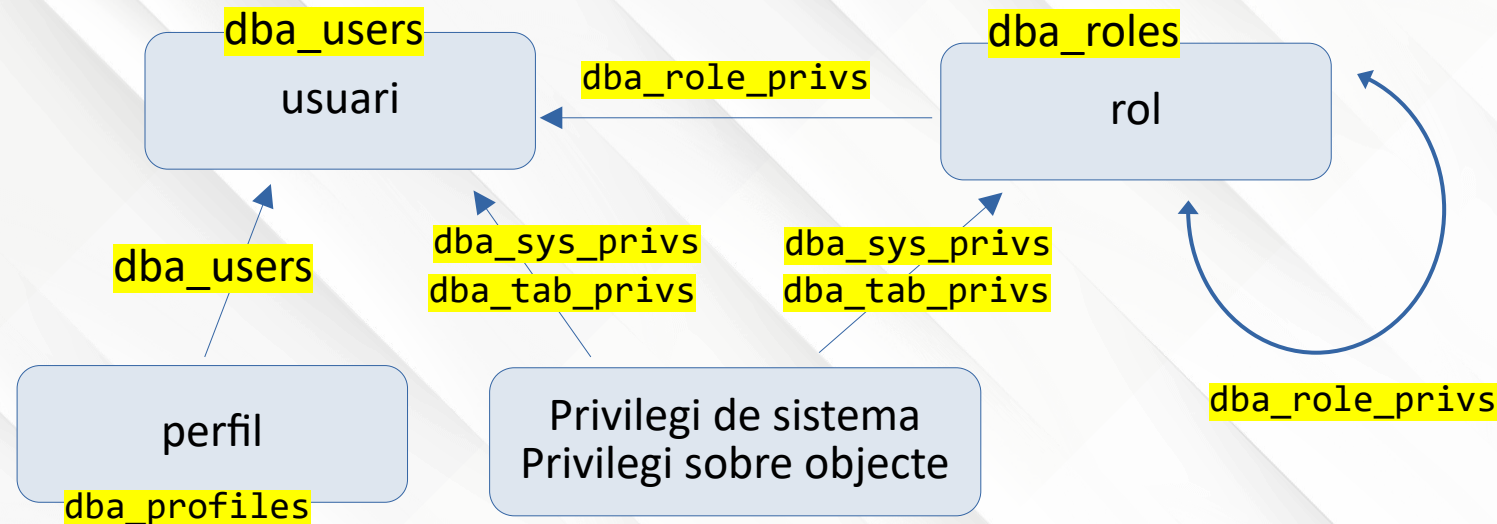 dba_users
usuari
dba_role_privs
dba_roles
rol
dba_users
dba_sys_privs
dba_tab_privs
dba_sys_privs
dba_tab_privs
perfil
dba_profiles
Privilegi de sistema
Privilegi sobre objecte
dba_role_privs